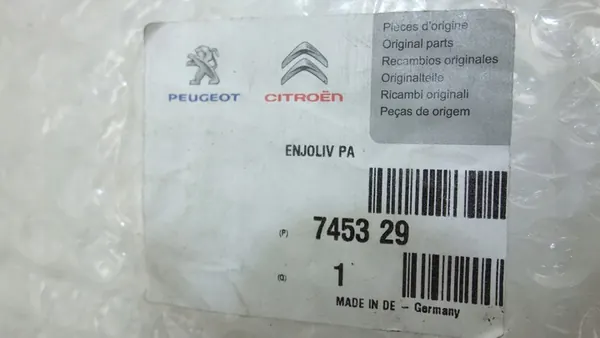 PEUGEOT
CITROËN
Pièces d'origine
Original parts
Recambios originales
Originalteile
Ricambi originali
Peças de origem
ENJOLIV PA
(P) 7453 29
(Q) 1
MADE IN DE - Germany